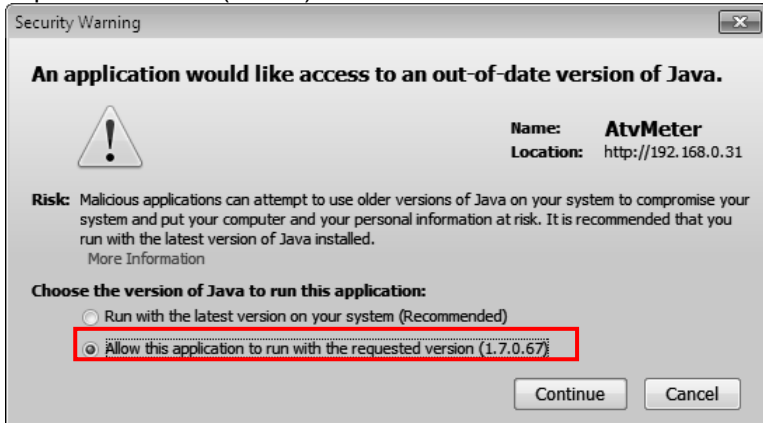 Security Warning
An application would like access to an out-of-date version of Java.
Name: AtvMeter
Location: http://192.168.0.31
Risk: Malicious applications can attempt to use older versions of Java on your system to compromise your
system and put your computer and your personal information at risk. It is recommended that you
run with the latest version of Java installed.
More Information
Choose the version of Java to run this application:
Run with the latest version on your system (Recommended)
Allow this application to run with the requested version (1.7.0.67)
Continue Cancel